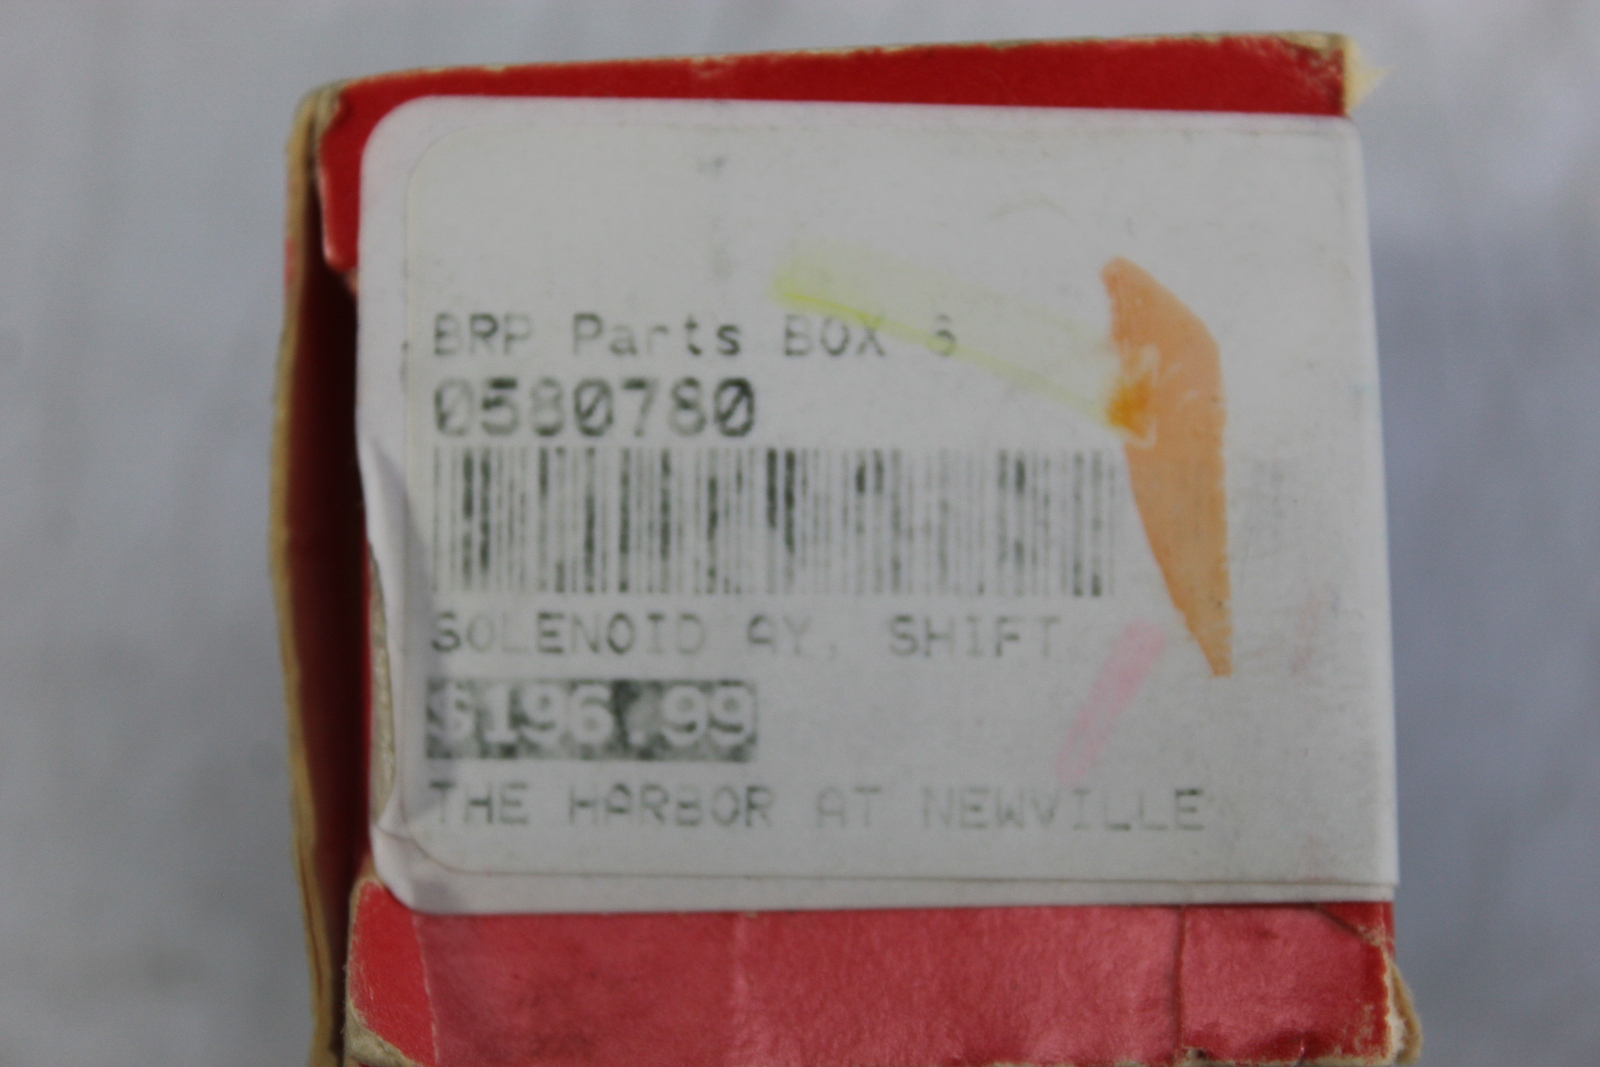 BRP Parts BOX 6
0580780
SOLENOID AY, SHIFT
$196.99
THE HARBOR AT NEWVILLE